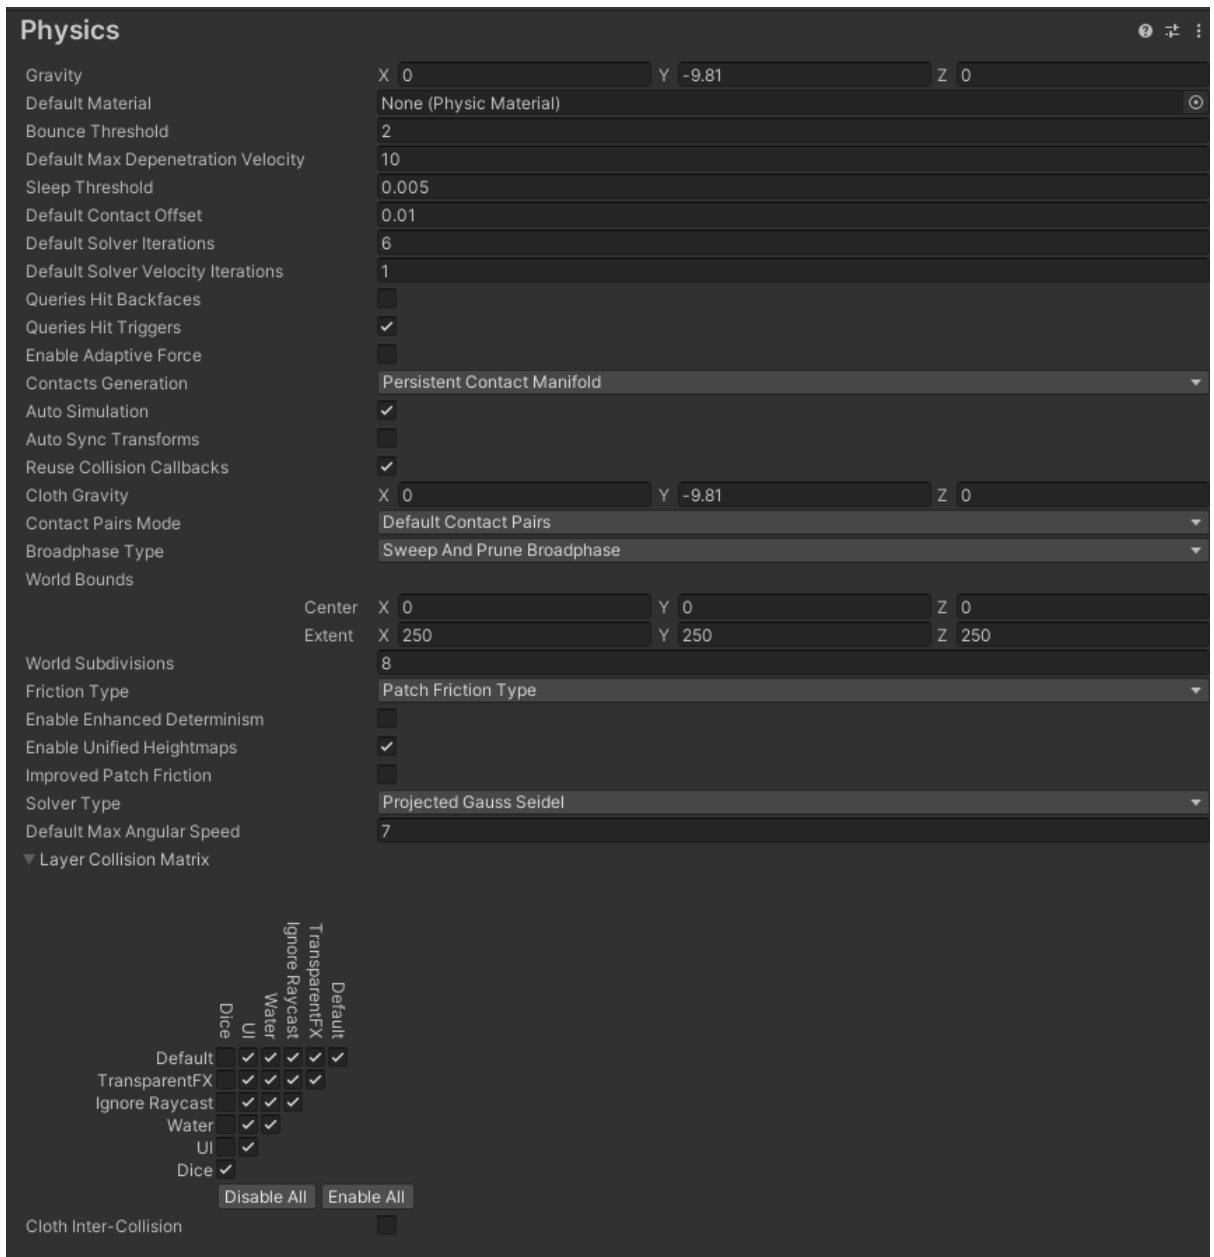 Physics
Gravity X 0 Y -9.81 Z 0
Default Material None (Physic Material)
Bounce Threshold 2
Default Max Depenetration Velocity 10
Sleep Threshold 0.005
Default Contact Offset 0.01
Default Solver Iterations 6
Default Solver Velocity Iterations 1
Queries Hit Backfaces
Queries Hit Triggers
Enable Adaptive Force
Contacts Generation Persistent Contact Manifold
Auto Simulation
Auto Sync Transforms
Reuse Collision Callbacks
Cloth Gravity X 0 Y -9.81 Z 0
Contact Pairs Mode Default Contact Pairs
Broadphase Type Sweep And Prune Broadphase
World Bounds
Center X 0 Y 0 Z 0
Extent X 250 Y 250 Z 250
World Subdivisions 8
Friction Type Patch Friction Type
Enable Enhanced Determinism
Enable Unified Heightmaps
Improved Patch Friction
Solver Type Projected Gauss Seidel
Default Max Angular Speed 7
Layer Collision Matrix
Dice
UI
Water
Ignore Raycast
TransparentFX
Default
Default
TransparentFX
Ignore Raycast
Water
UI
Dice
Disable All Enable All
Cloth Inter-Collision